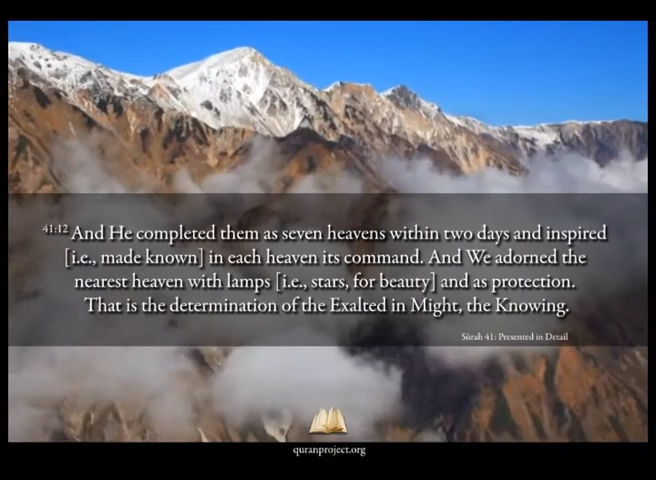 41:12 And He completed them as seven heavens within two days and inspired
[i.e., made known] in each heaven its command. And We adorned the
nearest heaven with lamps [i.e., stars, for beauty] and as protection.
That is the determination of the Exalted in Might, the Knowing.
Sūrah 41: Presented in Detail
quranproject.org